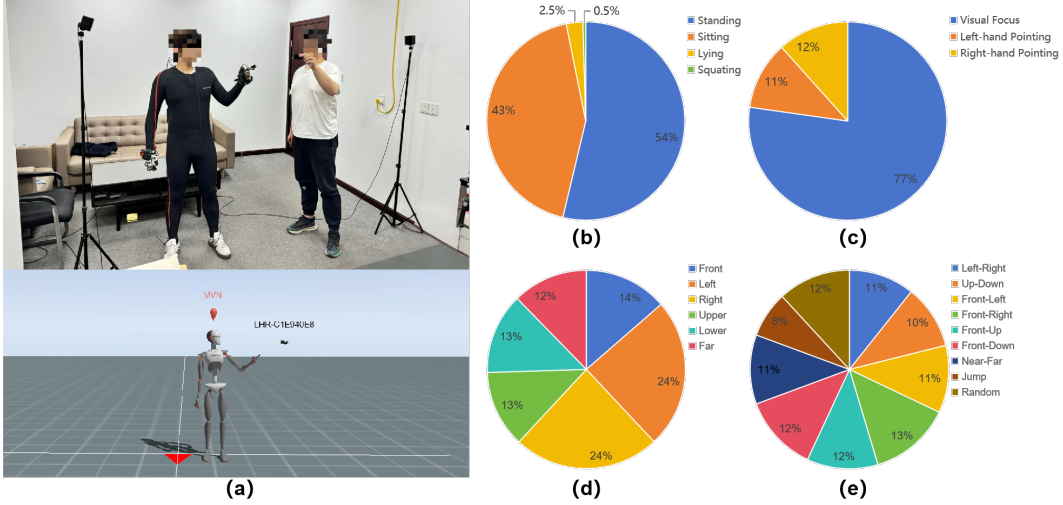 MVN
LHR-C1E940E8
(a)
2.5%
0.5%
43%
54%
Standing
Sitting
Lying
Squating
(b)
12%
11%
77%
Visual Focus
Left-hand Pointing
Right-hand Pointing
(c)
12%
14%
13%
24%
13%
24%
Front
Left
Right
Upper
Lower
Far
(d)
12%
11%
8%
10%
11%
11%
12%
13%
12%
Left-Right
Up-Down
Front-Left
Front-Right
Front-Up
Front-Down
Near-Far
Jump
Random
(e)